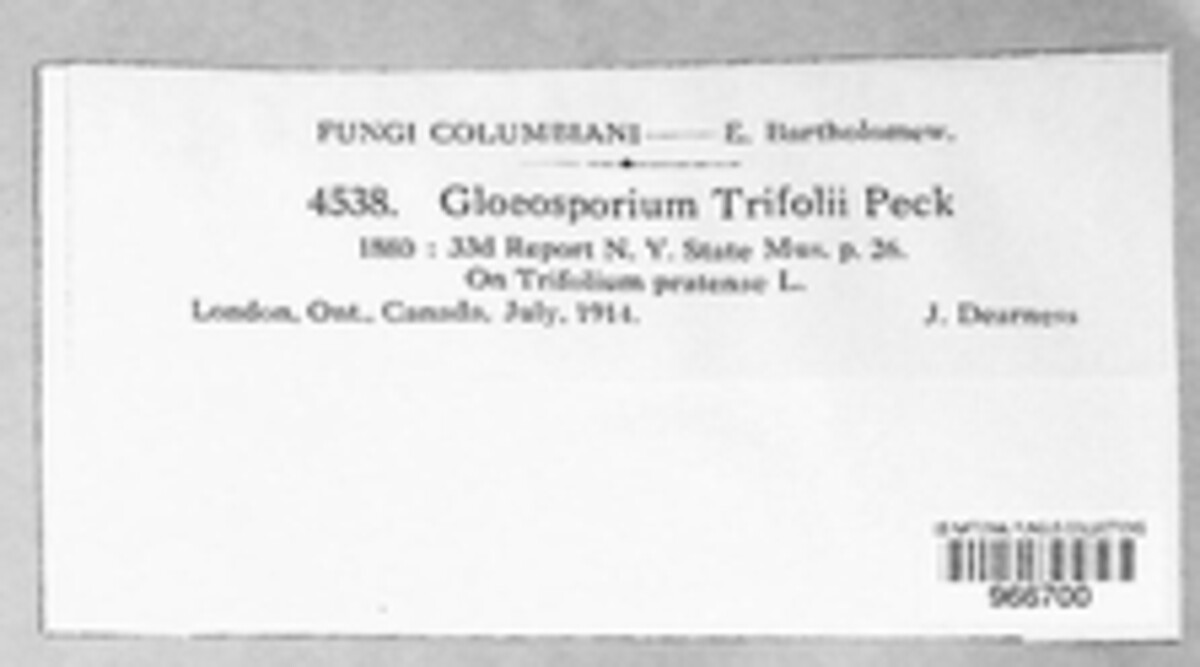 FUNGI COLUMBIANI — E. Bartholomew.
4538. Gloeosporium Trifolii Peck
1880 : 33d Report N. Y. State Mus. p. 26.
On Trifolium pratense L.
London, Ont., Canada, July, 1914.
J. Dearness
966700